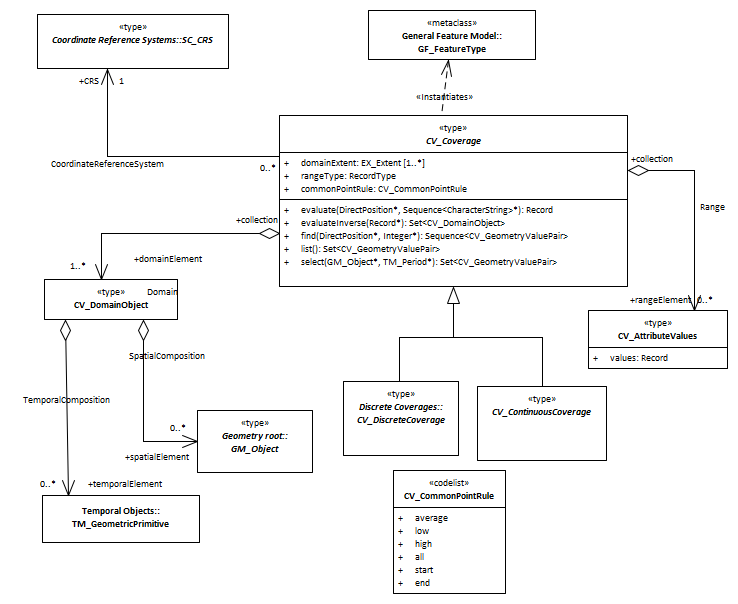 «type»
Coordinate Reference Systems::SC_CRS
«metaclass»
General Feature Model::
GF_FeatureType
+CRS 1
«Instantiates»
«type»
CV_Coverage
CoordinateReferenceSystem
0..*
+ domainExtent: EX_Extent [1..*]
+ rangeType: RecordType
+ commonPointRule: CV_CommonPointRule
+ evaluate(DirectPosition*, Sequence<CharacterString>*): Record
+ evaluateInverse(Record*): Set<CV_DomainObject>
+ find(DirectPosition*, Integer*): Sequence<CV_GeometryValuePair>
+ list(): Set<CV_GeometryValuePair>
+ select(GM_Object*, TM_Period*): Set<CV_GeometryValuePair>
+collection
Range
+collection
1..*
+domainElement
Domain
+rangeElement 0..*
«type»
CV_DomainObject
«type»
CV_AttributeValues
+ values: Record
SpatialComposition
TemporalComposition
«type»
Discrete Coverages::
CV_DiscreteCoverage
«type»
CV_ContinuousCoverage
0..*
+spatialElement
«type»
Geometry root::
GM_Object
0..*
+temporalElement
Temporal Objects::
TM_GeometricPrimitive
«codelist»
CV_CommonPointRule
+ average
+ low
+ high
+ all
+ start
+ end